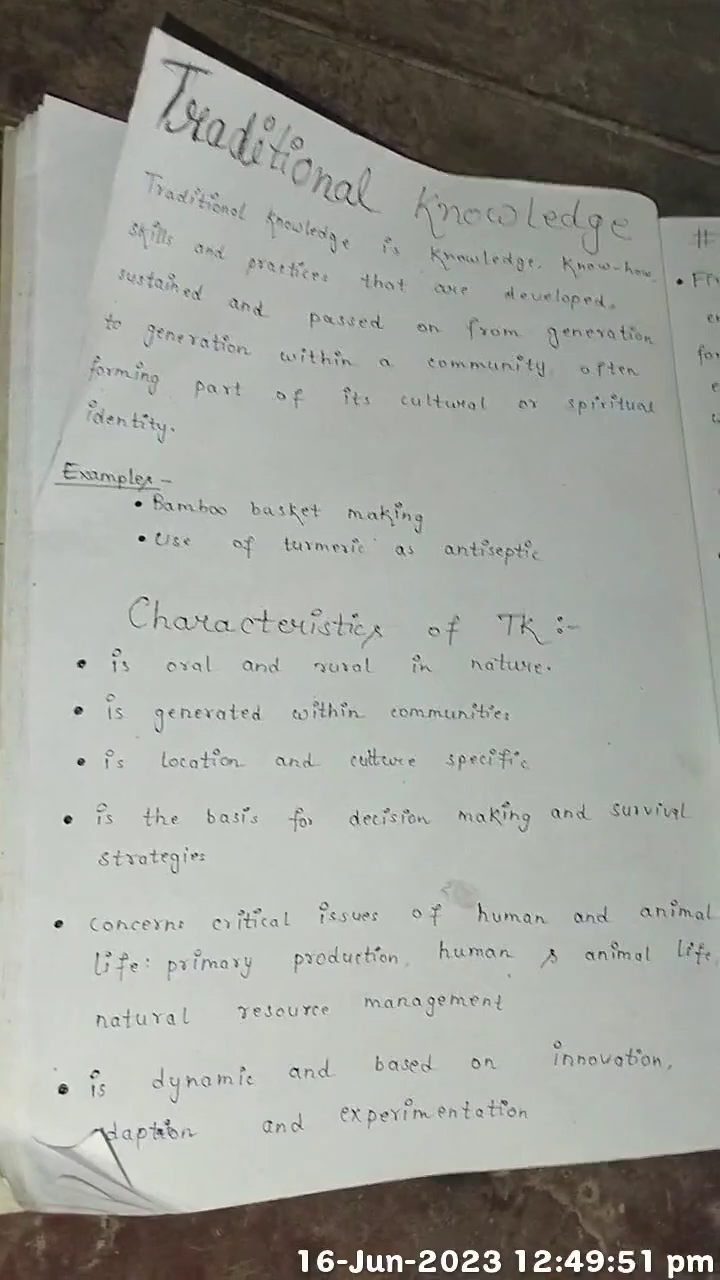 Traditional Knowledge
Traditional knowledge is knowledge, know-how,
skills and practices that are developed,
sustained and passed on from generation
to generation within a community, often
forming part of its cultural or spiritual
identity.
Examples -
• Bamboo basket making
• Use of turmeric as antiseptic
Characteristics of TK :-
• is oral and rural in nature.
• is generated within communities
• is location and culture specific
• is the basis for decision making and survival
strategies
• concerns critical issues of human and animal
life: primary production, human & animal life,
natural resource management
• is dynamic and based on innovation,
adaption and experimentation
#
16-Jun-2023 12:49:51 pm